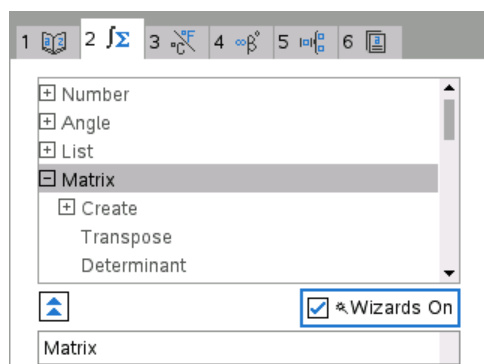 1 2 ∫Σ 3 °C°F 4 ∞β° 5 6
Number
Angle
List
Matrix
Create
Transpose
Determinant
Wizards On
Matrix